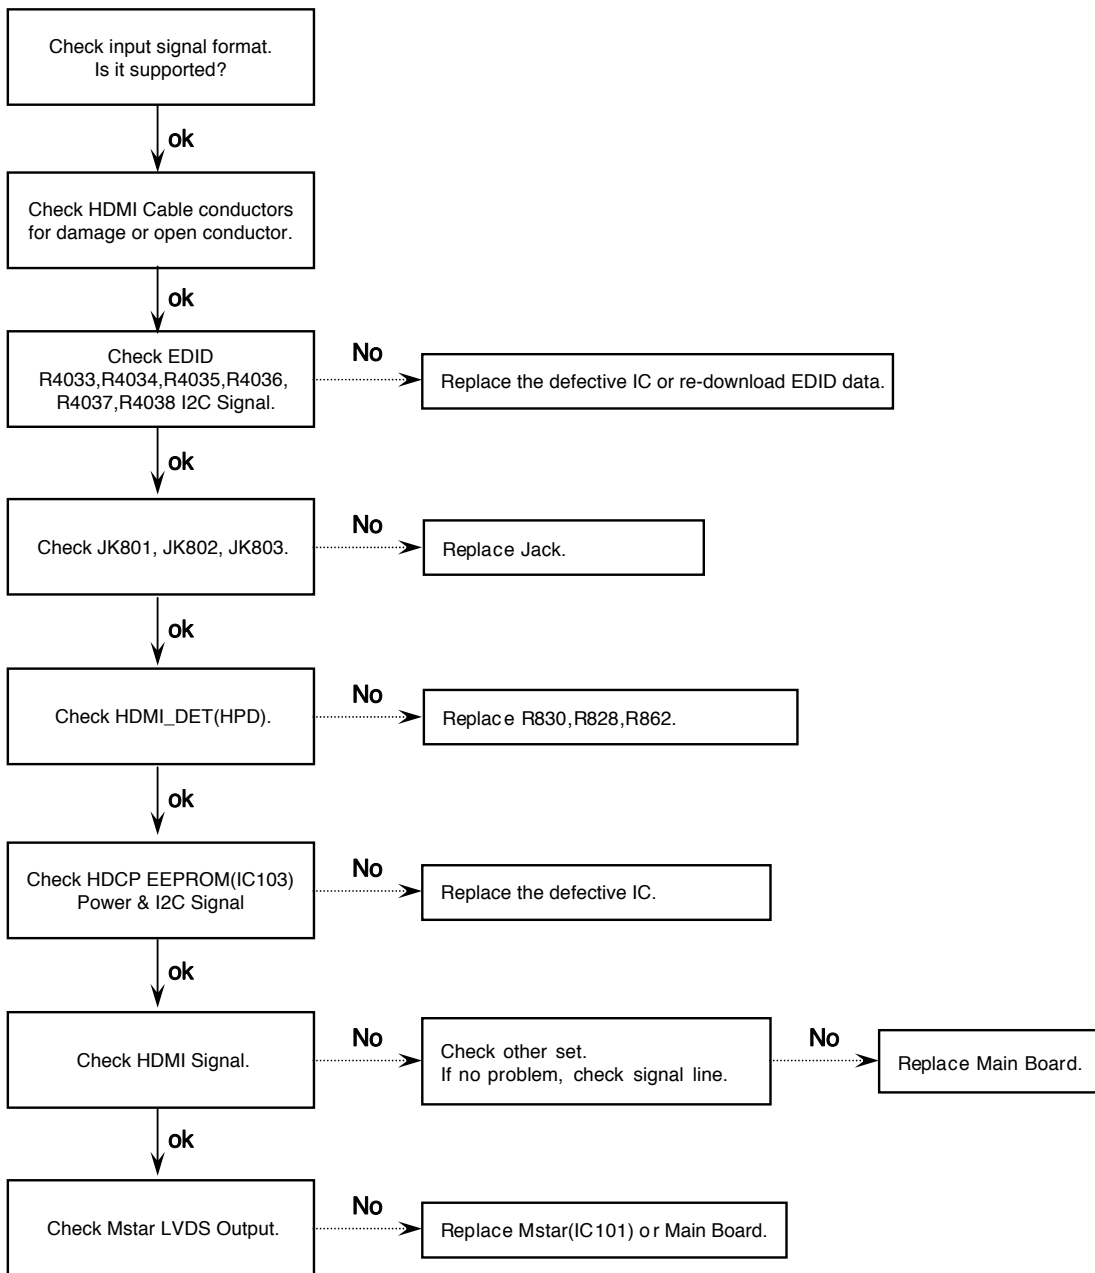 Check input signal format.
Is it supported?
ok
Check HDMI Cable conductors
for damage or open conductor.
ok
Check EDID
R4033,R4034,R4035,R4036,
R4037,R4038 I2C Signal.
No
Replace the defective IC or re-download EDID data.
ok
Check JK801, JK802, JK803.
No
Replace Jack.
ok
Check HDMI_DET(HPD).
No
Replace R830,R828,R862.
ok
Check HDCP EEPROM(IC103)
Power & I2C Signal
No
Replace the defective IC.
ok
Check HDMI Signal.
No
Check other set.
If no problem, check signal line.
No
Replace Main Board.
ok
Check Mstar LVDS Output.
No
Replace Mstar(IC101) or Main Board.